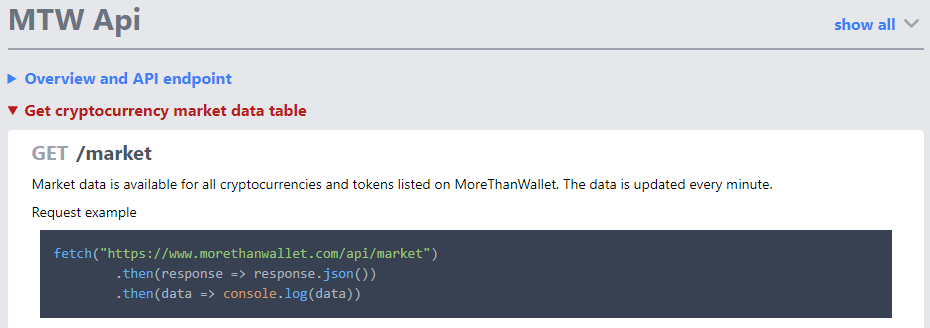 MTW Api
show all
Overview and API endpoint
Get cryptocurrency market data table
GET /market
Market data is available for all cryptocurrencies and tokens listed on MoreThanWallet. The data is updated every minute.
Request example
fetch("https://www.morethanwallet.com/api/market")
.then(response => response.json())
.then(data => console.log(data))